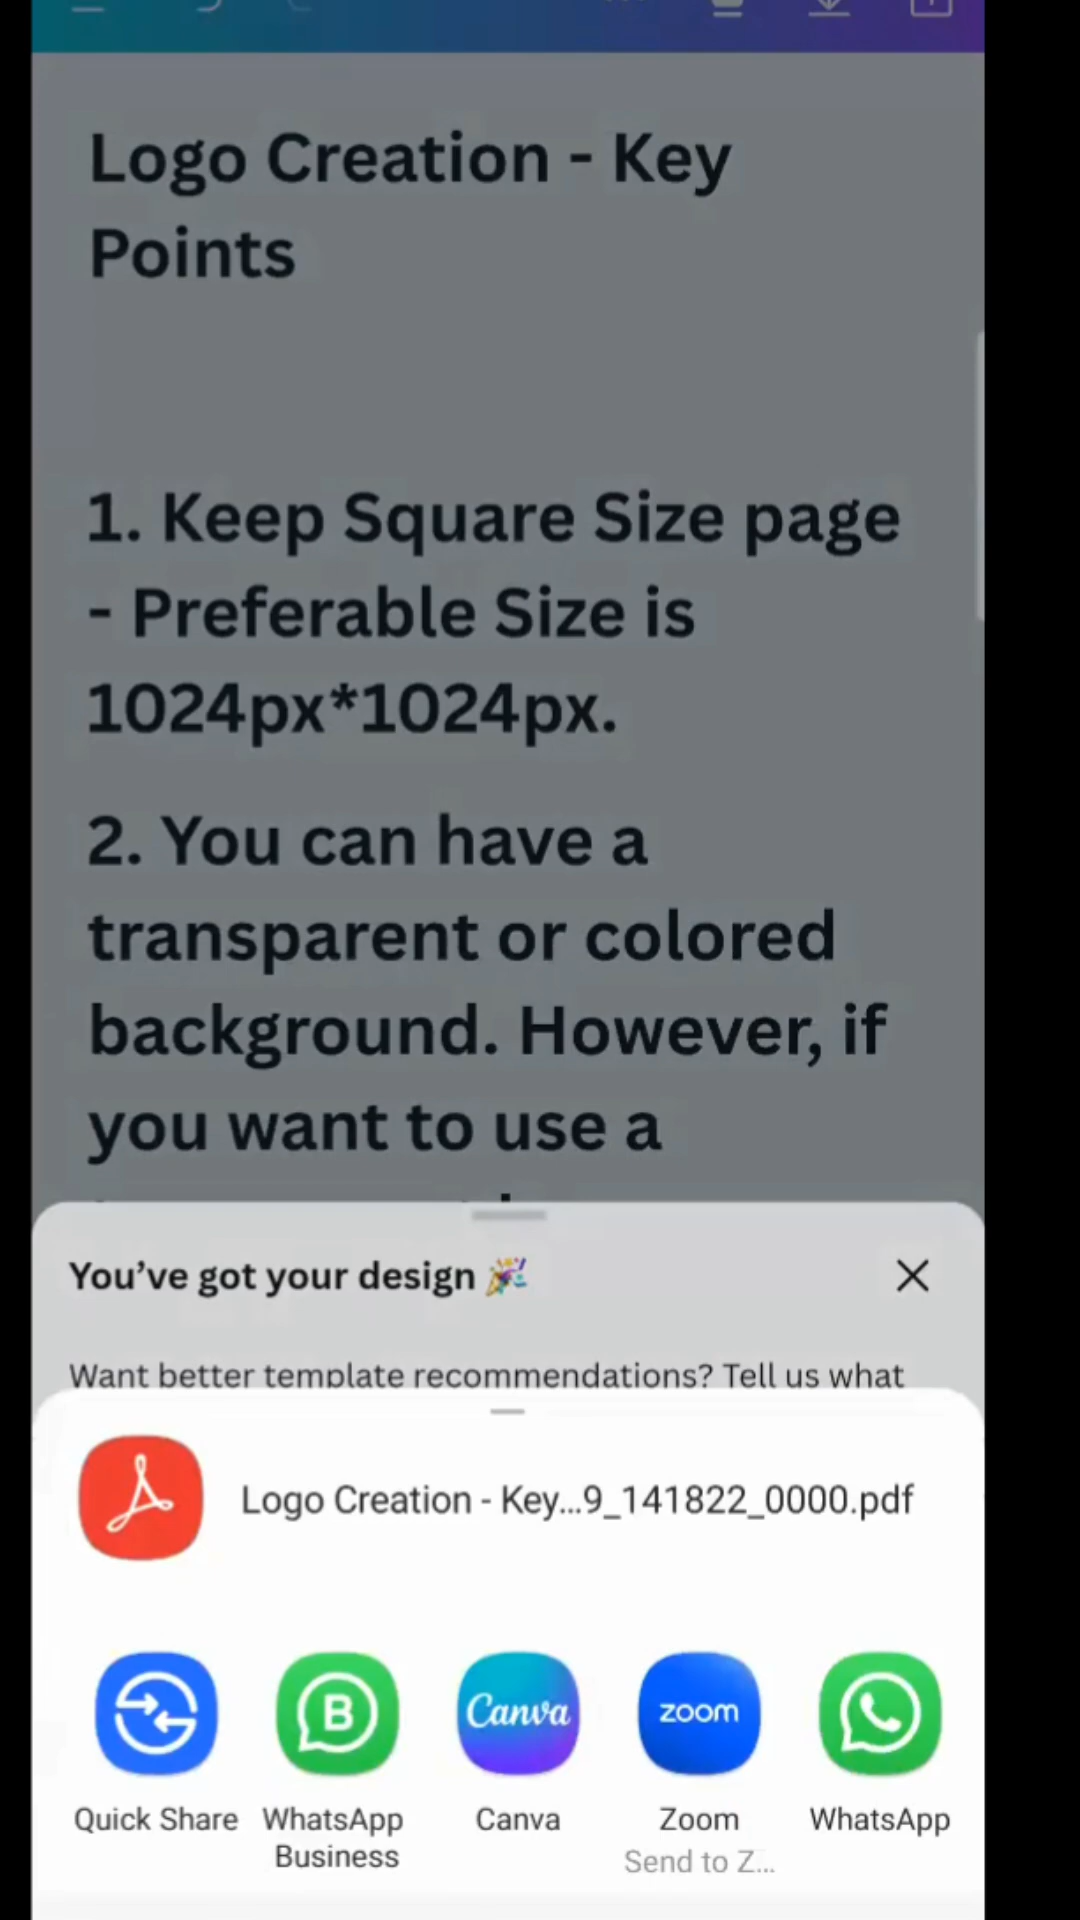 Logo Creation - Key
Points
1. Keep Square Size page
- Preferable Size is
1024px*1024px.
2. You can have a
transparent or colored
background. However, if
you want to use a
You've got your design 🎉
Want better template recommendations? Tell us what
Logo Creation - Key...9_141822_0000.pdf
B
Canva
zoom
Quick Share
WhatsApp
Business
Canva
Zoom
Send to Z...
WhatsApp